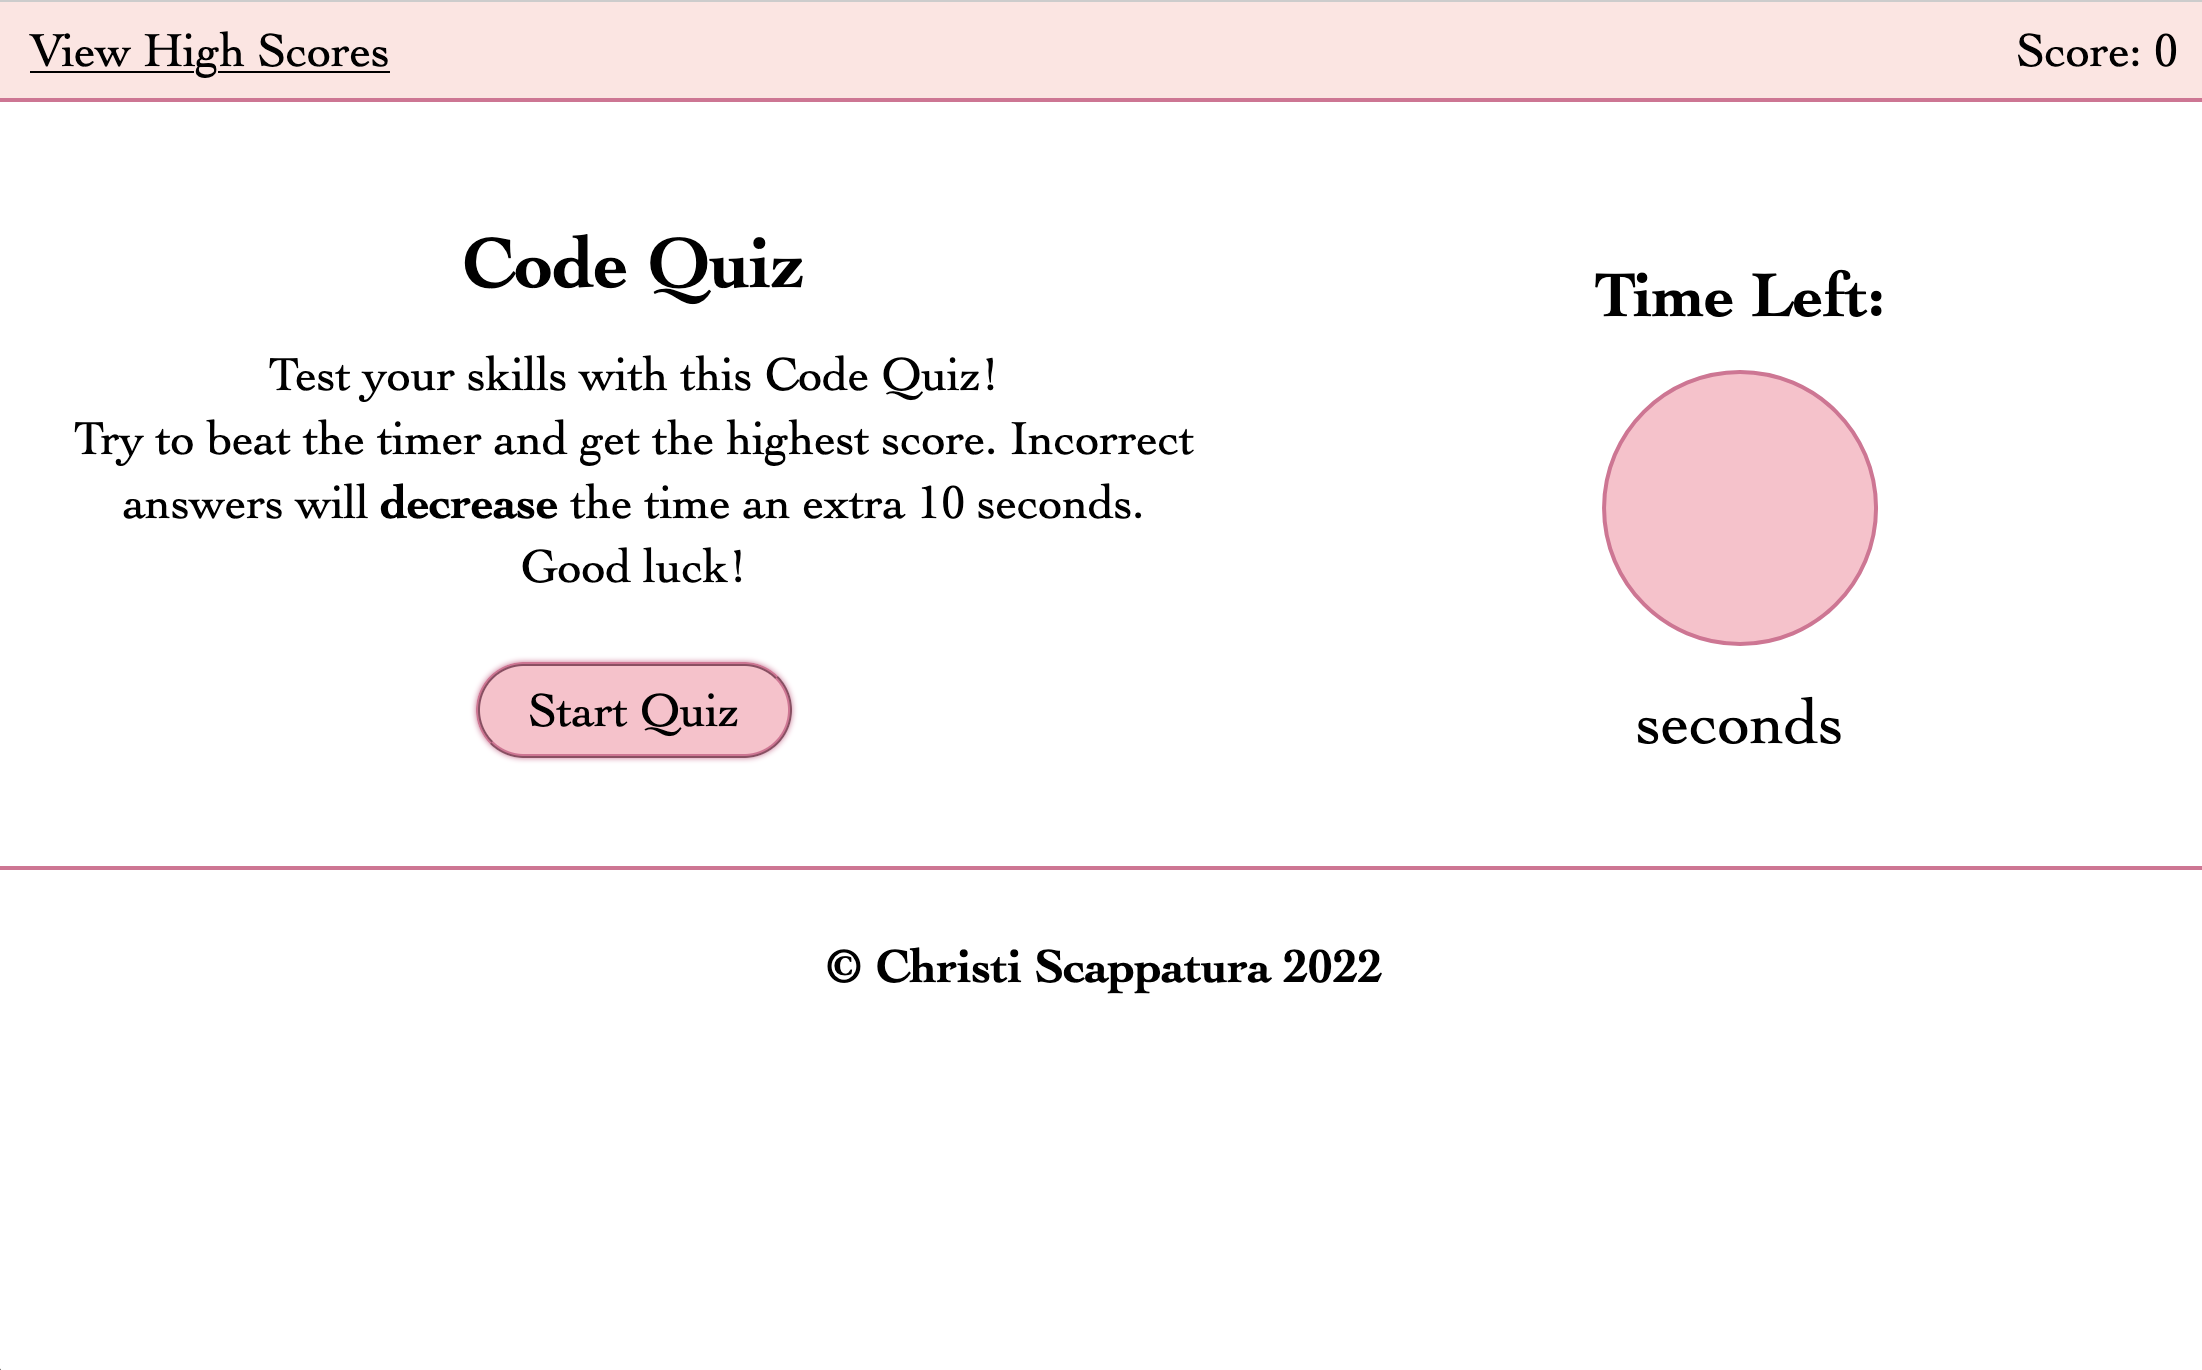 View High Scores
Score: 0
Code Quiz
Test your skills with this Code Quiz!
Try to beat the timer and get the highest score. Incorrect
answers will decrease the time an extra 10 seconds.
Good luck!
Start Quiz
Time Left:
seconds
© Christi Scappatura 2022